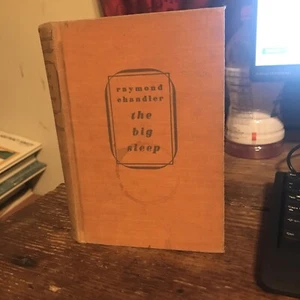 raymond
chandler
the
big
sleep